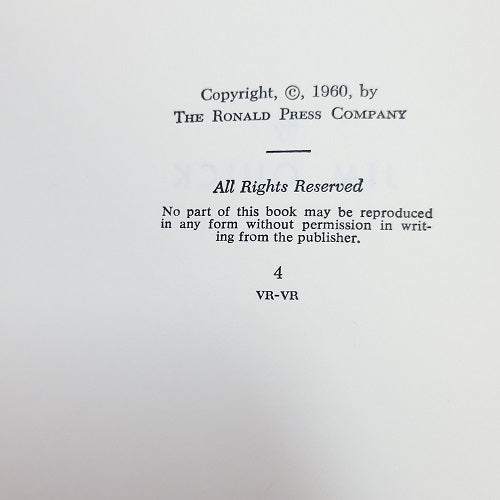 Copyright, ©, 1960, by
THE RONALD PRESS COMPANY
All Rights Reserved
No part of this book may be reproduced
in any form without permission in writ-
ing from the publisher.
4
VR-VR